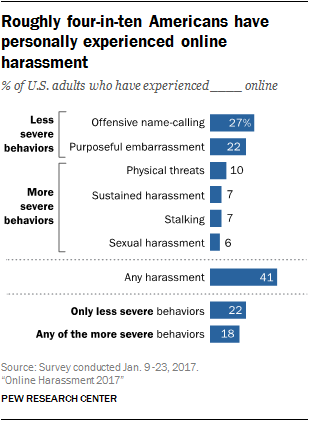 Roughly four-in-ten Americans have
personally experienced online
harassment
% of U.S. adults who have experienced ____ online
Less
severe
behaviors
Offensive name-calling 27%
Purposeful embarrassment 22
More
severe
behaviors
Physical threats 10
Sustained harassment 7
Stalking 7
Sexual harassment 6
Any harassment 41
Only less severe behaviors 22
Any of the more severe behaviors 18
Source: Survey conducted Jan. 9-23, 2017.
“Online Harassment 2017”
PEW RESEARCH CENTER